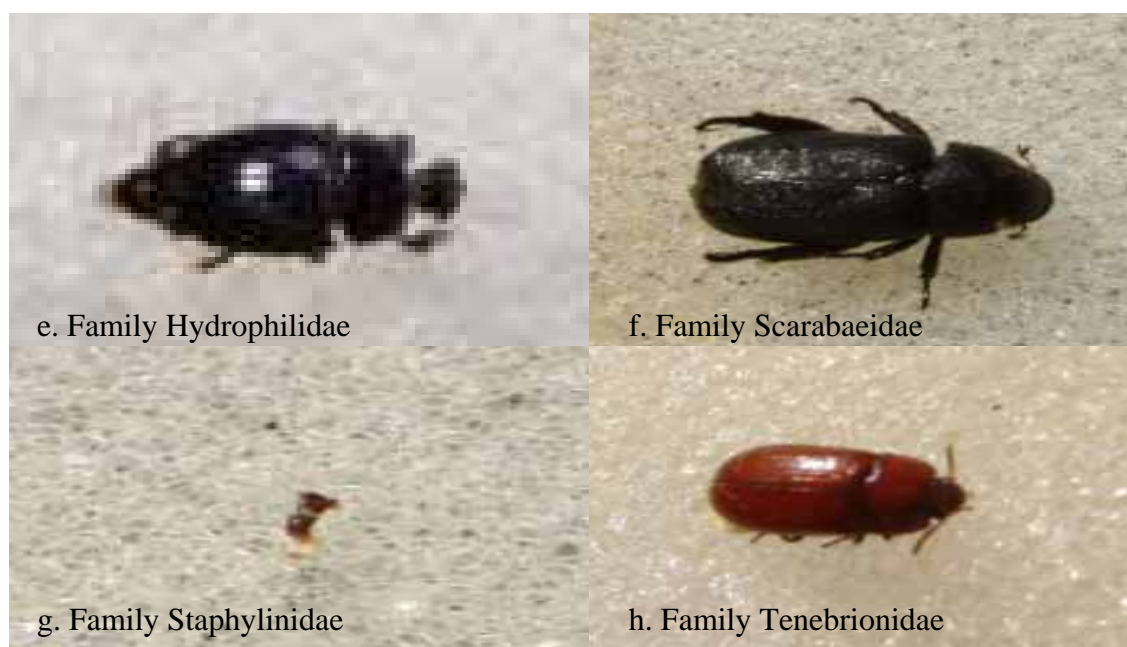 e. Family Hydrophilidae
f. Family Scarabaeidae
g. Family Staphylinidae
h. Family Tenebrionidae